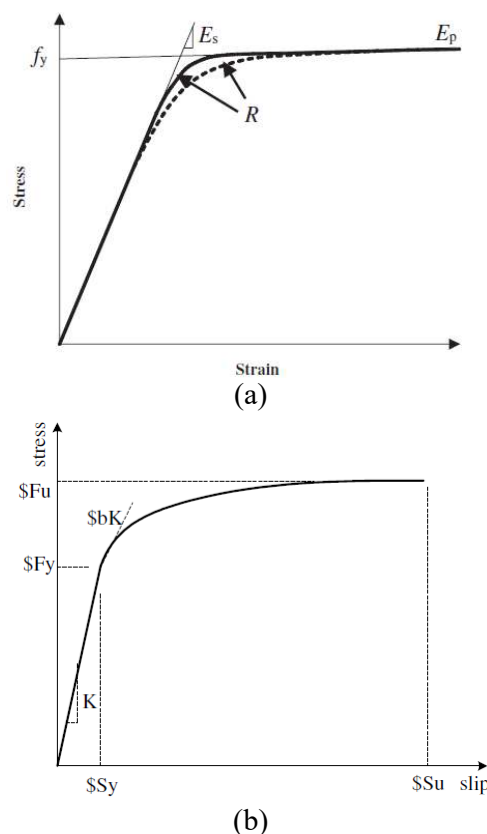 E_s
E_p
f_y
R
Stress
Strain
(a)
stress
$Fu
$bK
$Fy
K
$Sy
$Su
slip
(b)